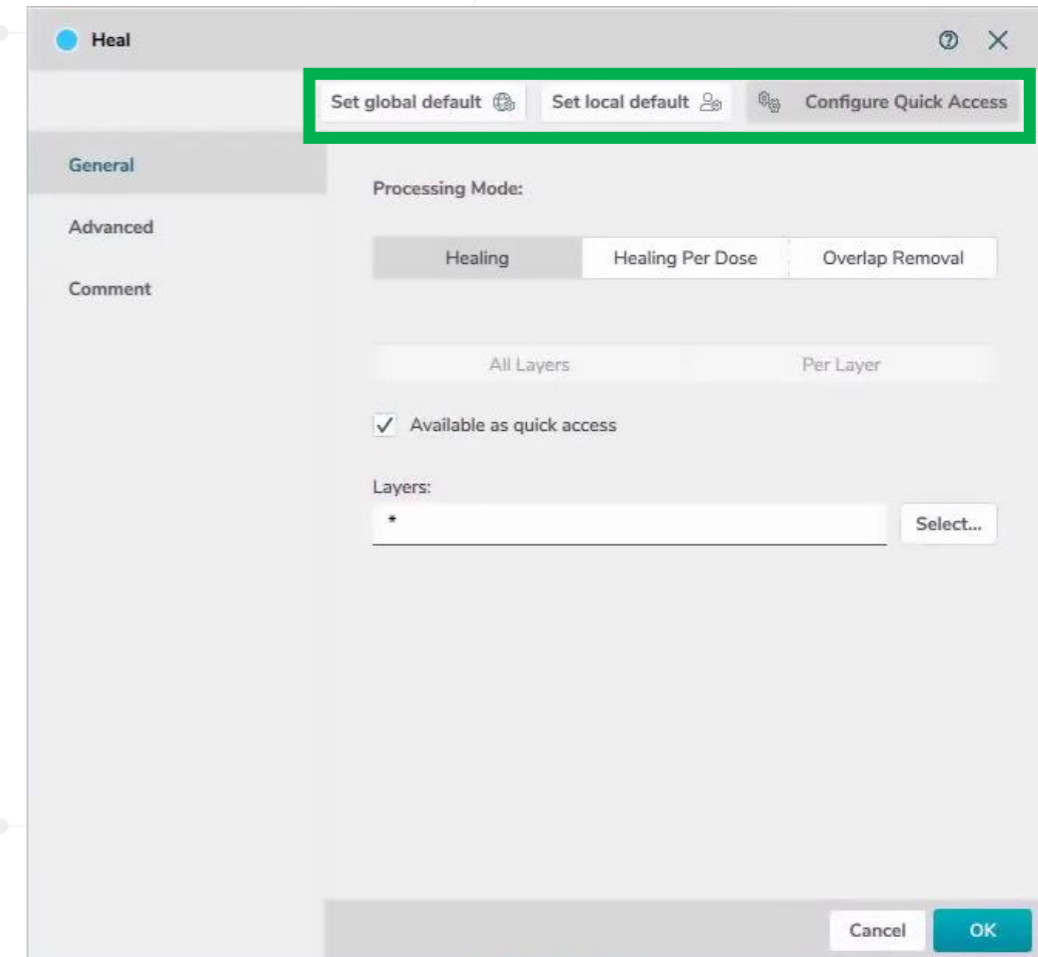 Heal
Set global default Set local default Configure Quick Access
General
Advanced
Comment
Processing Mode:
Healing Healing Per Dose Overlap Removal
All Layers Per Layer
Available as quick access
Layers:
* Select...
Cancel OK